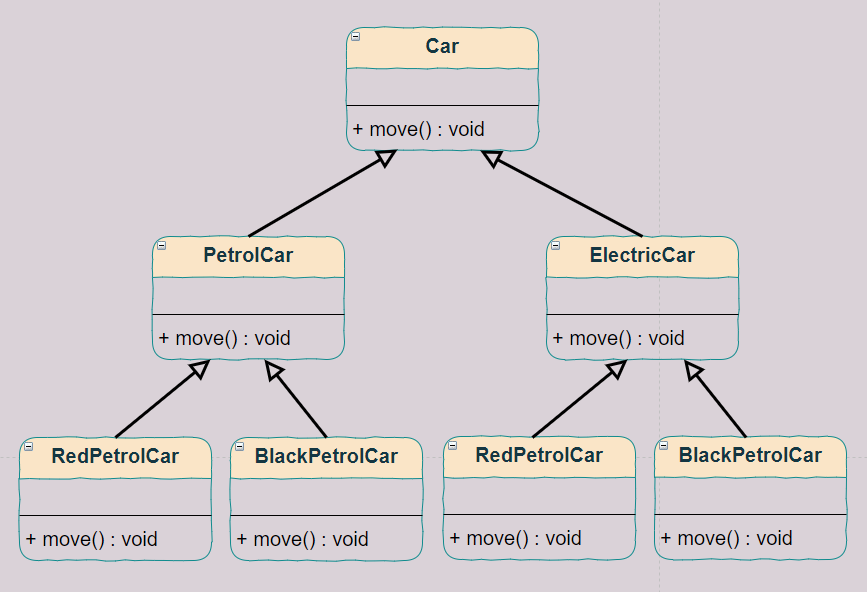 Car
+ move() : void
PetrolCar
+ move() : void
ElectricCar
+ move() : void
RedPetrolCar
+ move() : void
BlackPetrolCar
+ move() : void
RedPetrolCar
+ move() : void
BlackPetrolCar
+ move() : void